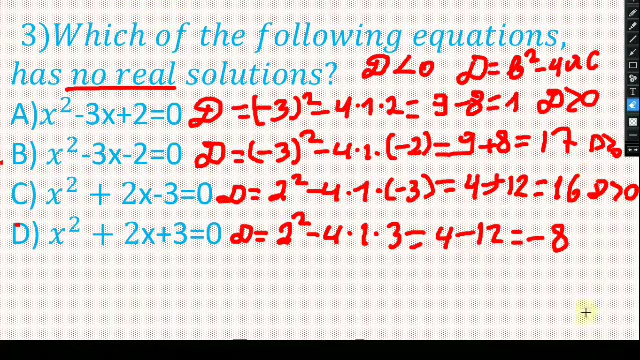 3)Which of the following equations,
has no real solutions? D<0 D=b²-4ac
A)x²-3x+2=0 D=(-3)²-4·1·2=9-8=1 D>0
B) x²-3x-2=0 D=(-3)²-4·1·(-2)=9+8=17 D>0
C) x² + 2x-3=0 D=2²-4·1·(-3)=4+12=16 D>0
D) x² + 2x+3=0 D=2²-4·1·3=4-12=-8